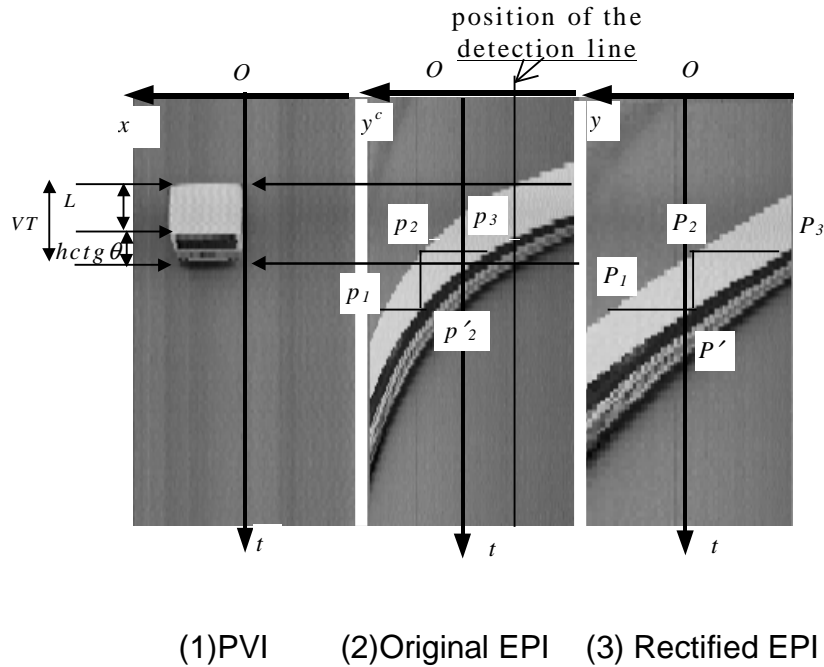 position of the
detection line
O
O
O
x
y^c
y
L
VT
hctgθ
p_2
p_3
p_1
p′_2
P_2
P_3
P_1
P′
t
t
t
(1)PVI
(2)Original EPI
(3) Rectified EPI